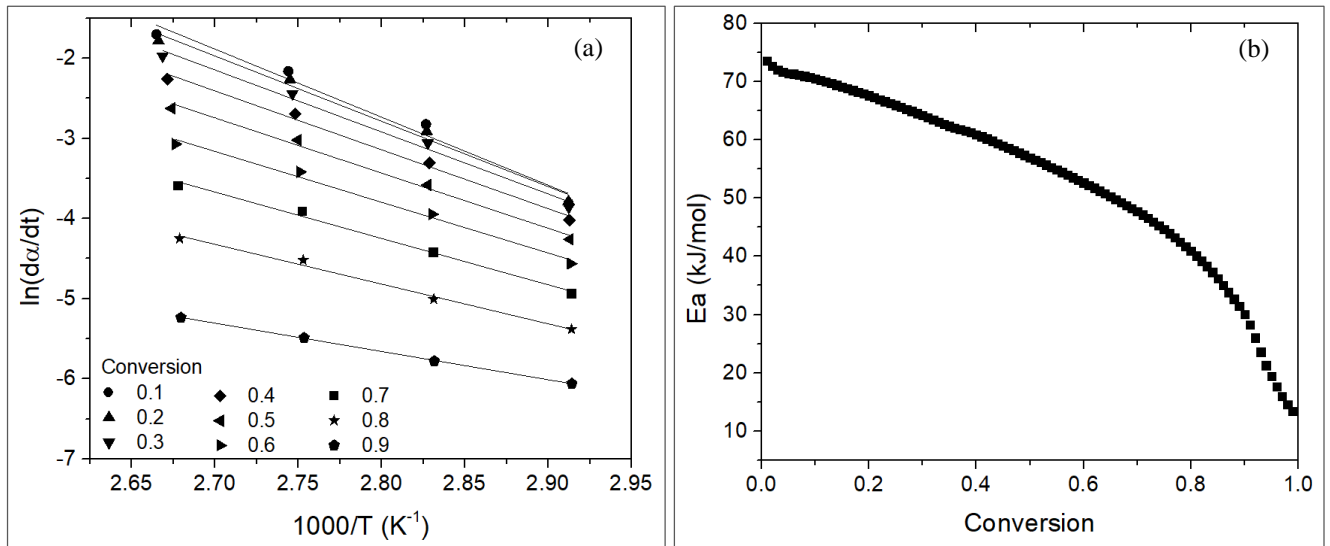 (a)
ln(dα/dt)
-2
-3
-4
-5
-6
-7
2.65 2.70 2.75 2.80 2.85 2.90 2.95
1000/T (K⁻¹)
Conversion
0.1 0.4 0.7
0.2 0.5 0.8
0.3 0.6 0.9
(b)
Ea (kJ/mol)
80
70
60
50
40
30
20
10
0.0 0.2 0.4 0.6 0.8 1.0
Conversion